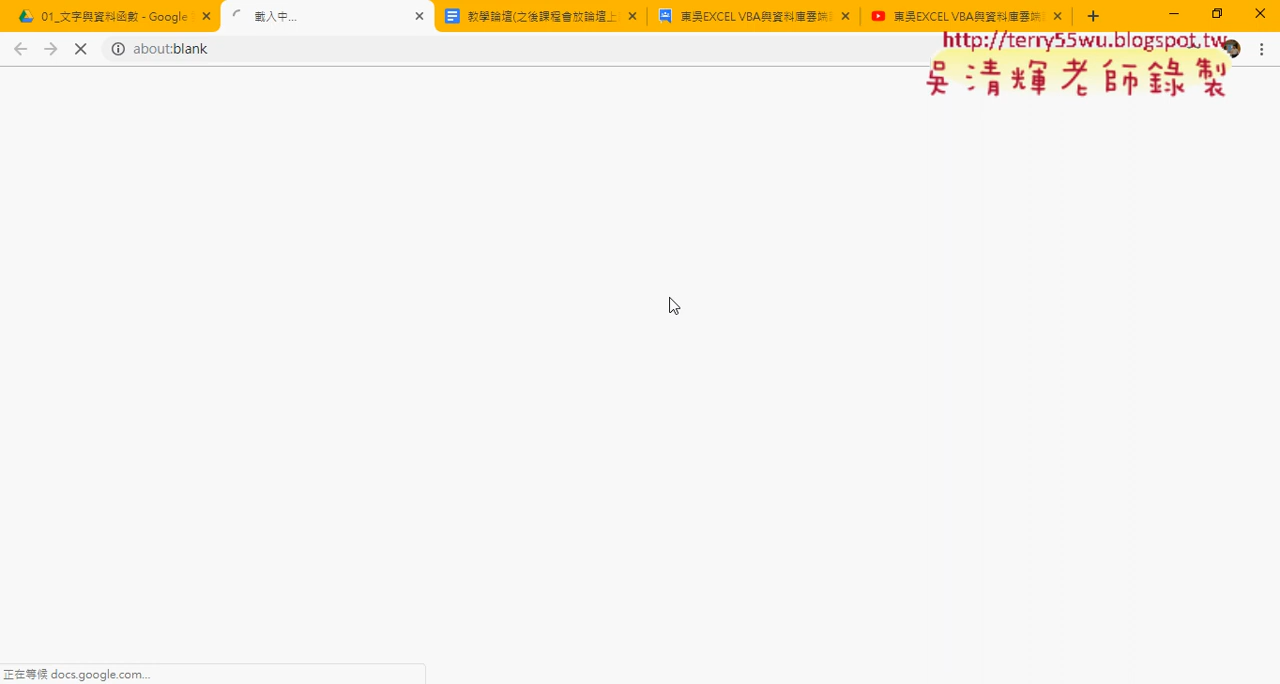 01_文字與資料函數 - Google
載入中...
教學論壇(之後課程會放論壇上
東吳EXCEL VBA與資料庫雲端
東吳EXCEL VBA與資料庫雲端
about:blank
http://terry55wu.blogspot.tw
吳清輝老師錄製
正在等候 docs.google.com...